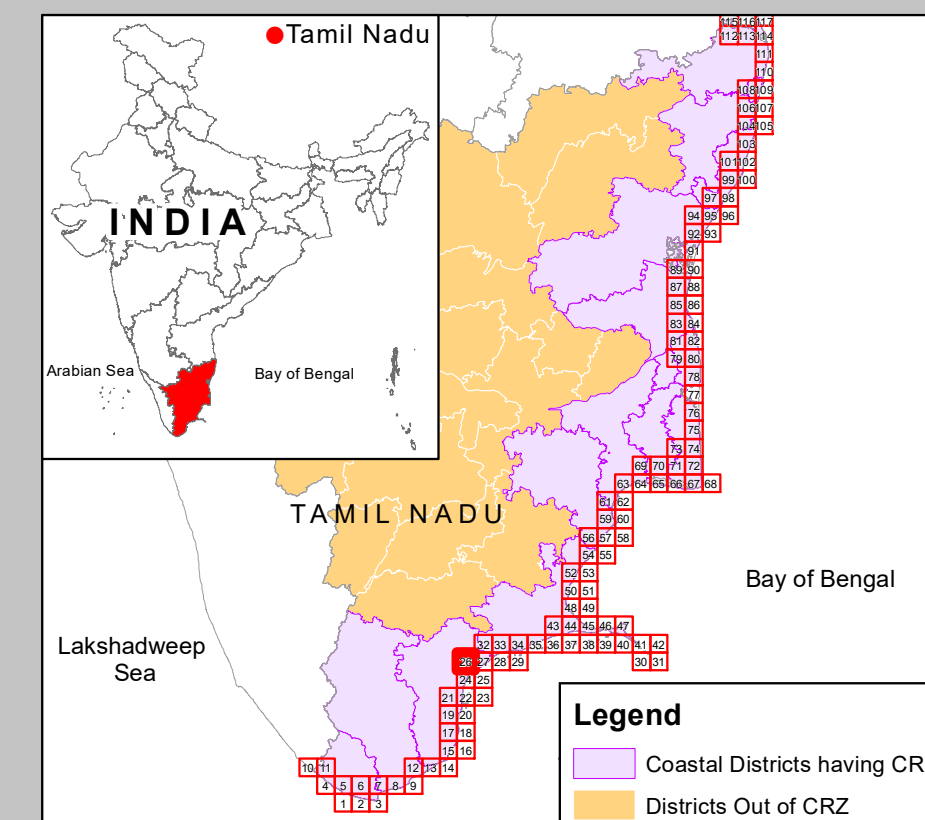 Tamil Nadu
INDIA
Arabian Sea
Bay of Bengal
115 116 117
112 113 114
111
110
108 109
106 107
104 105
103
101 102
99 100
97 98
94 95 96
92 93
91
89 90
87 88
85 86
83 84
81 82
79 80
78
77
76
75
73 74
69 70 71 72
63 64 65 66 67 68
61 62
TAMIL NADU
59 60
56 57 58
54 55
52 53
Bay of Bengal
50 51
48 49
43 44 45 46 47
Lakshadweep
Sea
32 33 34 35 36 37 38 39 40 41 42
26 27 28 29 30 31
24 25
21 22 23
19 20
17 18
15 16
10 11 12 13 14
4 5 6 7 8 9
1 2 3
Legend
Coastal Districts having CR
Districts Out of CRZ